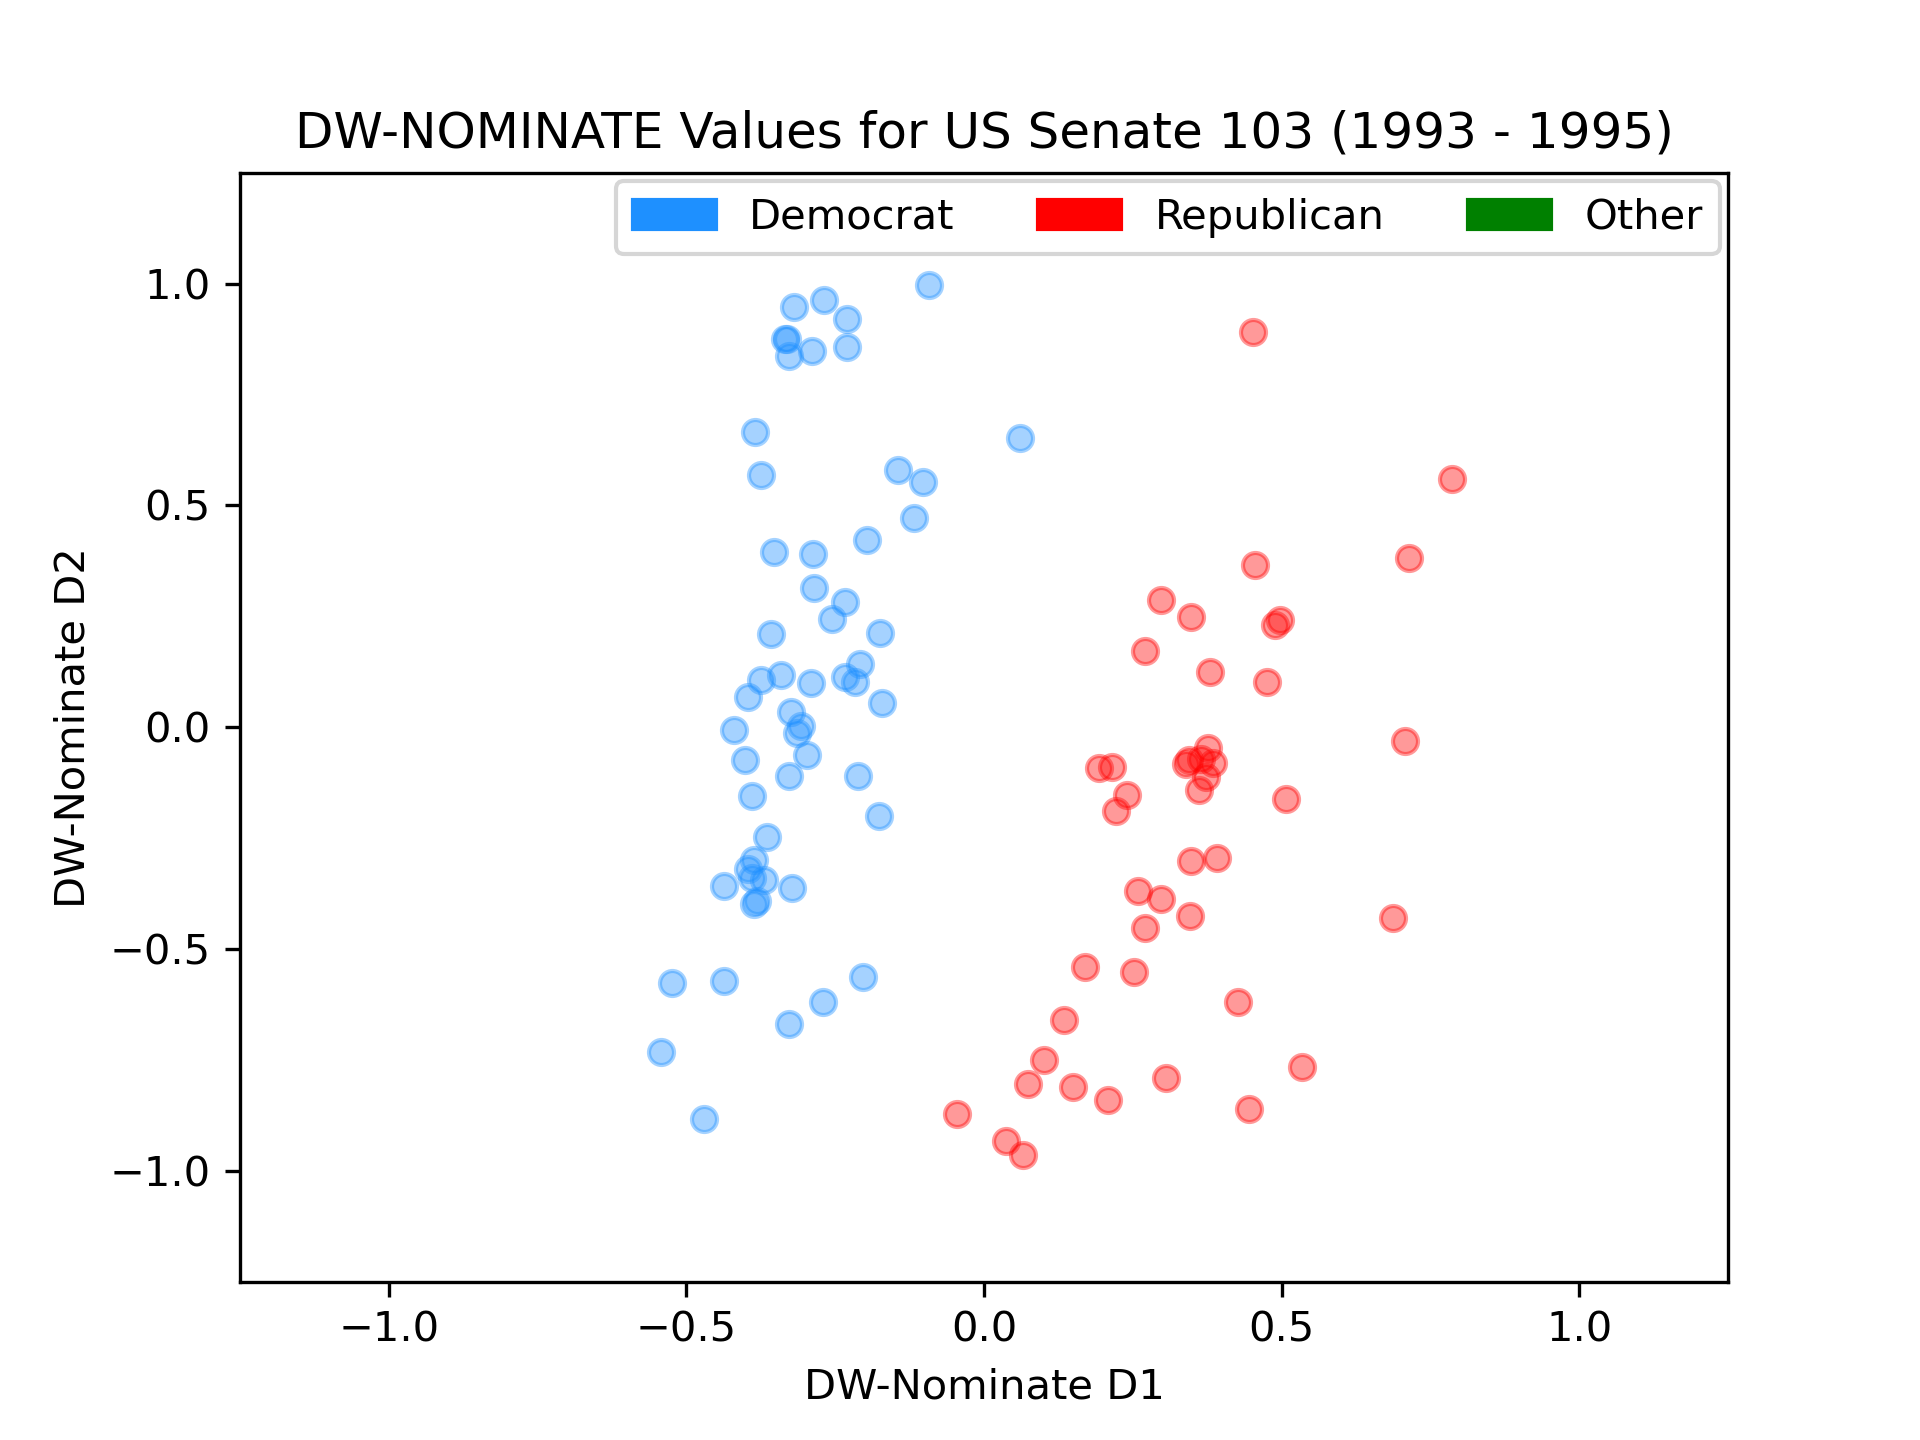 DW-NOMINATE Values for US Senate 103 (1993 - 1995)
Democrat Republican Other
1.0
0.5
0.0
−0.5
−1.0
DW-Nominate D2
−1.0 −0.5 0.0 0.5 1.0
DW-Nominate D1